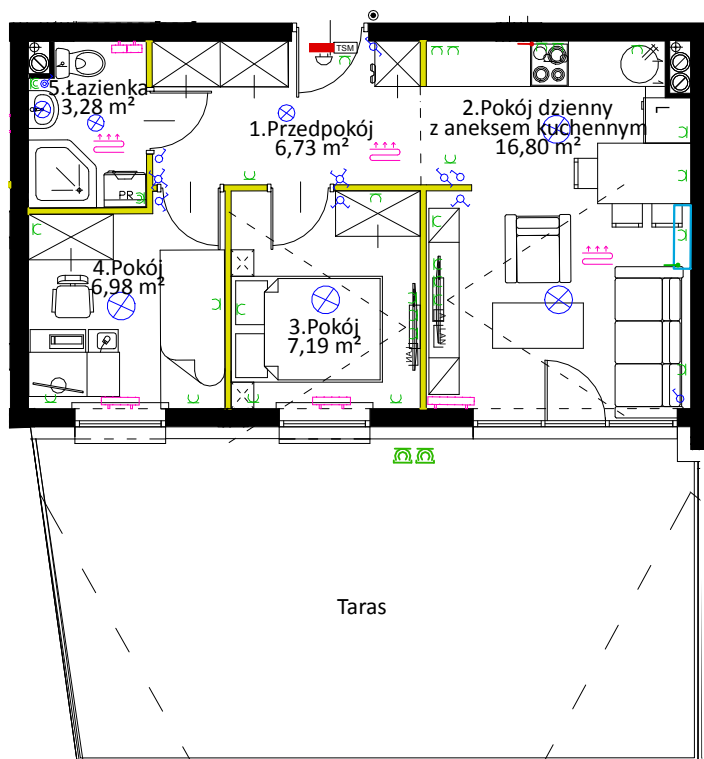 TSM
5.Łazienka
3,28 m²
1.Przedpokój
6,73 m²
2.Pokój dzienny
z aneksem kuchennym
16,80 m²
PR
L
4.Pokój
6,98 m²
3.Pokój
7,19 m²
Taras